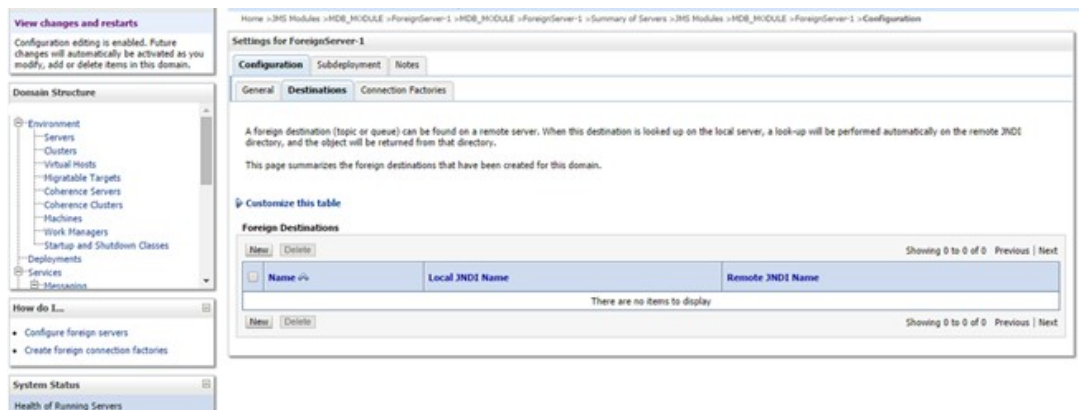 View changes and restarts
Configuration editing is enabled. Future
changes will automatically be activated as you
modify, add or delete items in this domain.
Domain Structure
Environment
Servers
Clusters
Virtual Hosts
Migratable Targets
Coherence Servers
Coherence Clusters
Machines
Work Managers
Startup and Shutdown Classes
Deployments
Services
Messaging
How do I...
Configure foreign servers
Create foreign connection factories
System Status
Health of Running Servers
Home >JMS Modules >MDB_MODULE >ForeignServer-1 >MDB_MODULE >ForeignServer-1 >Summary of Servers >JMS Modules >MDB_MODULE >ForeignServer-1 >Configuration
Settings for ForeignServer-1
Configuration Subdeployment Notes
General Destinations Connection Factories
A foreign destination (topic or queue) can be found on a remote server. When this destination is looked up on the local server, a look-up will be performed automatically on the remote JNDI
directory, and the object will be returned from that directory.
This page summarizes the foreign destinations that have been created for this domain.
Customize this table
Foreign Destinations
New Delete Showing 0 to 0 of 0 Previous | Next
Name Local JNDI Name Remote JNDI Name
There are no items to display
New Delete Showing 0 to 0 of 0 Previous | Next